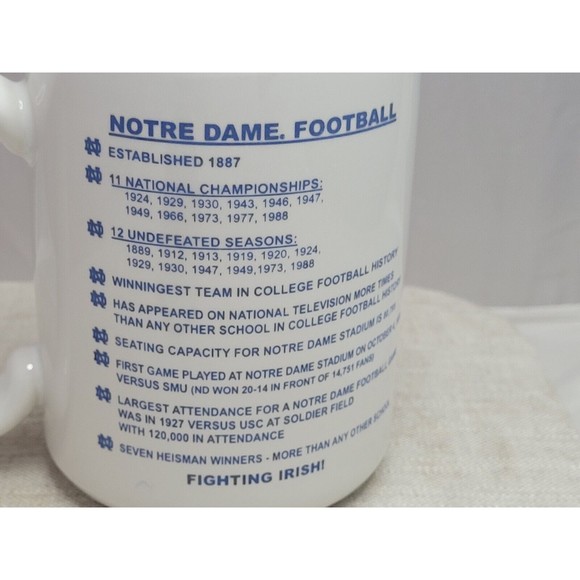 NOTRE DAME. FOOTBALL
ESTABLISHED 1887
11 NATIONAL CHAMPIONSHIPS:
1924, 1929, 1930, 1943, 1946, 1947,
1949, 1966, 1973, 1977, 1988
12 UNDEFEATED SEASONS:
1889, 1912, 1913, 1919, 1920, 1924,
1929, 1930, 1947, 1949,1973, 1988
WINNINGEST TEAM IN COLLEGE FOOTBALL HISTORY
HAS APPEARED ON NATIONAL TELEVISION MORE TIMES
THAN ANY OTHER SCHOOL IN COLLEGE FOOTBALL HISTORY
SEATING CAPACITY FOR NOTRE DAME STADIUM IS
FIRST GAME PLAYED AT NOTRE DAME STADIUM ON OCTOBER
VERSUS SMU (ND WON 20-14 IN FRONT OF 14,751 FANS)
LARGEST ATTENDANCE FOR A NOTRE DAME FOOTBALL
WAS IN 1927 VERSUS USC AT SOLDIER FIELD
WITH 120,000 IN ATTENDANCE
SEVEN HEISMAN WINNERS - MORE THAN ANY OTHER SCHOOL
FIGHTING IRISH!